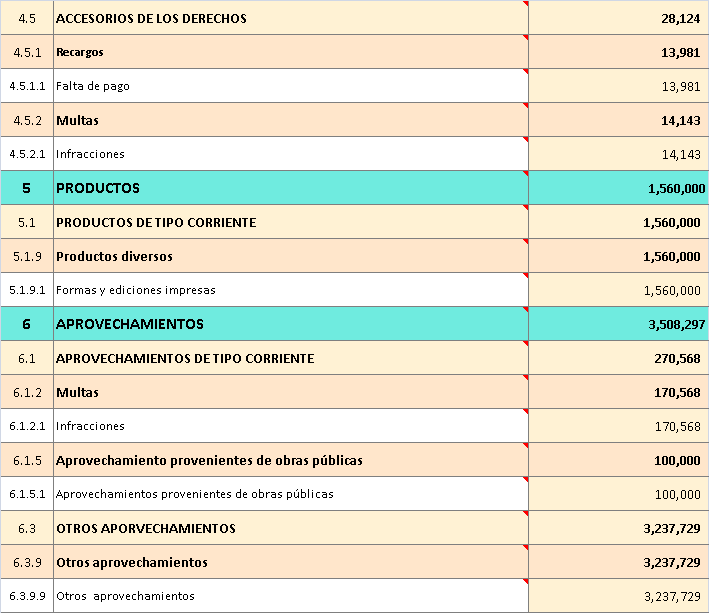 4.5 ACCESORIOS DE LOS DERECHOS 28,124
4.5.1 Recargos 13,981
4.5.1.1 Falta de pago 13,981
4.5.2 Multas 14,143
4.5.2.1 Infracciones 14,143
5 PRODUCTOS 1,560,000
5.1 PRODUCTOS DE TIPO CORRIENTE 1,560,000
5.1.9 Productos diversos 1,560,000
5.1.9.1 Formas y ediciones impresas 1,560,000
6 APROVECHAMIENTOS 3,508,297
6.1 APROVECHAMIENTOS DE TIPO CORRIENTE 270,568
6.1.2 Multas 170,568
6.1.2.1 Infracciones 170,568
6.1.5 Aprovechamiento provenientes de obras públicas 100,000
6.1.5.1 Aprovechamientos provenientes de obras públicas 100,000
6.3 OTROS APORVECHAMIENTOS 3,237,729
6.3.9 Otros aprovechamientos 3,237,729
6.3.9.9 Otros aprovechamientos 3,237,729